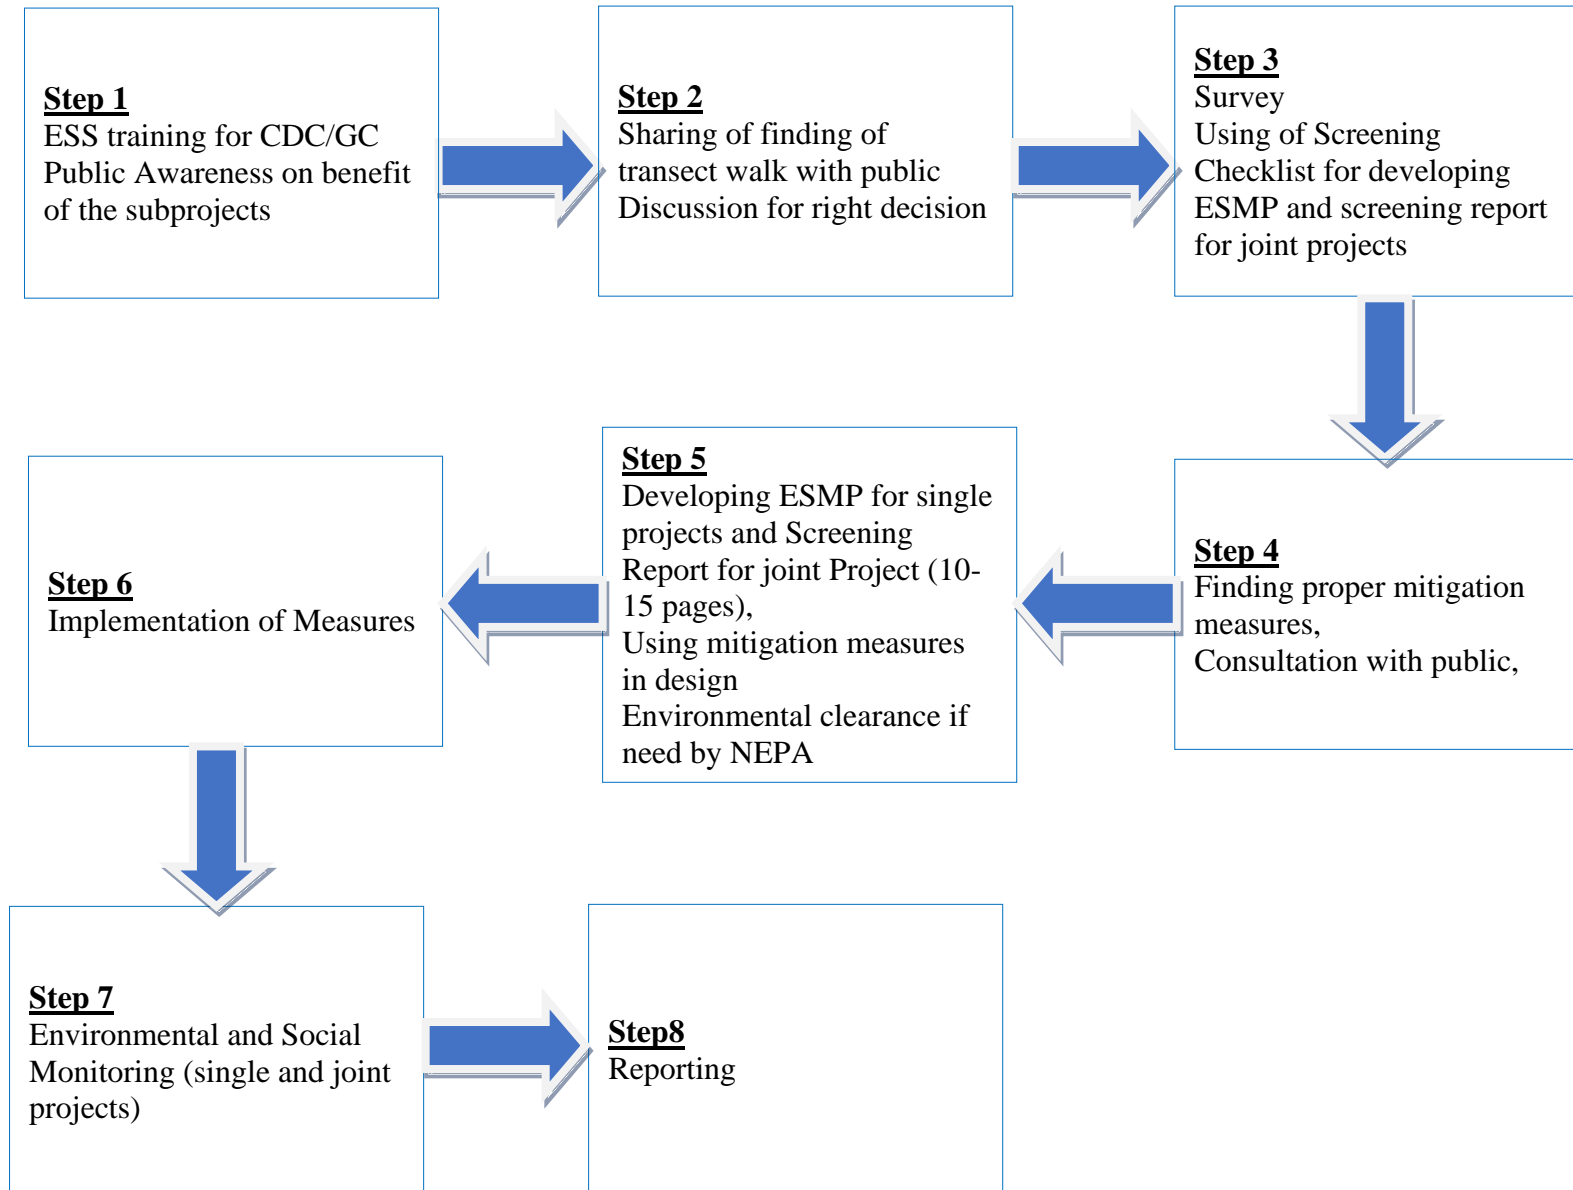 Step 1
ESS training for CDC/GC
Public Awareness on benefit
of the subprojects
Step 2
Sharing of finding of
transect walk with public
Discussion for right decision
Step 3
Survey
Using of Screening
Checklist for developing
ESMP and screening report
for joint projects
Step 4
Finding proper mitigation
measures,
Consultation with public,
Step 5
Developing ESMP for single
projects and Screening
Report for joint Project (10-
15 pages),
Using mitigation measures
in design
Environmental clearance if
need by NEPA
Step 6
Implementation of Measures
Step 7
Environmental and Social
Monitoring (single and joint
projects)
Step8
Reporting